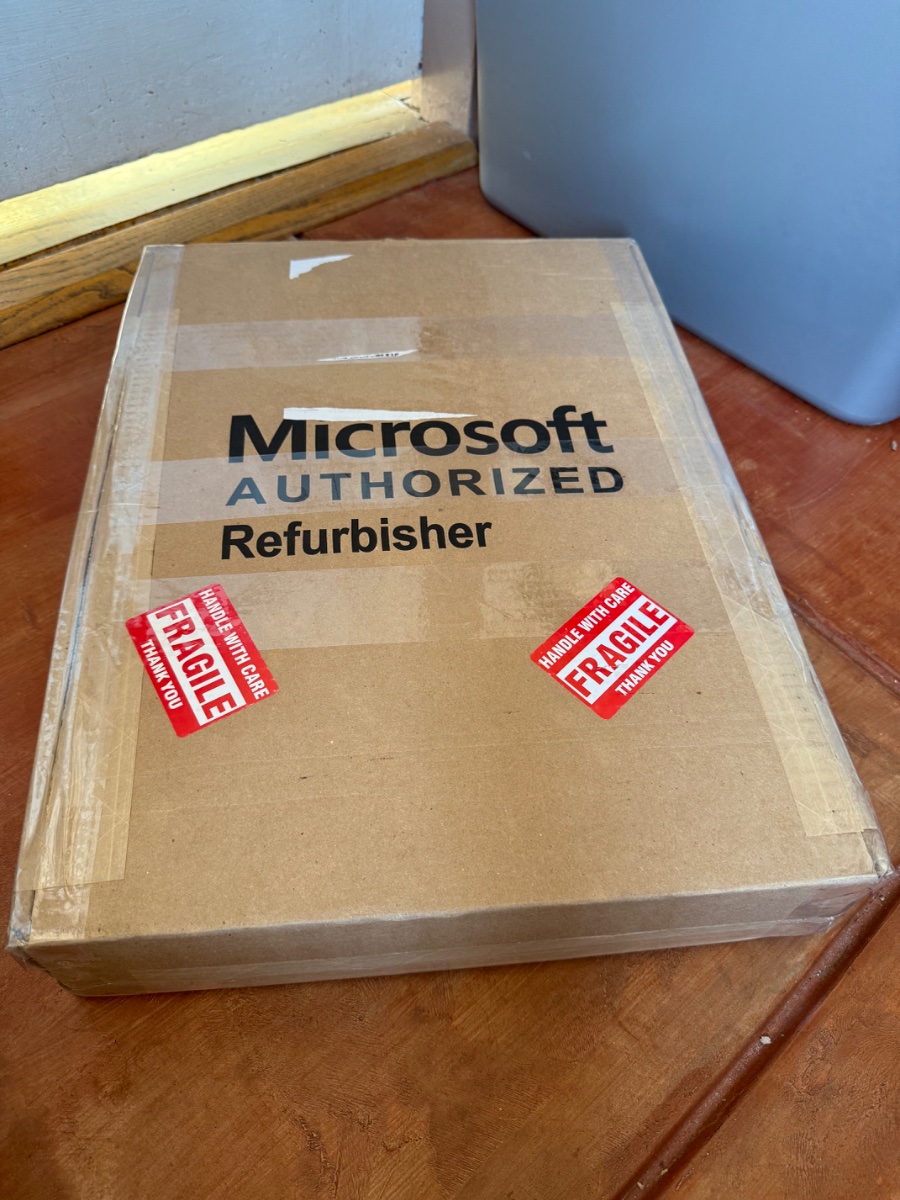 Microsoft
AUTHORIZED
Refurbisher
HANDLE WITH CARE
FRAGILE
THANK YOU
HANDLE WITH CARE
FRAGILE
THANK YOU